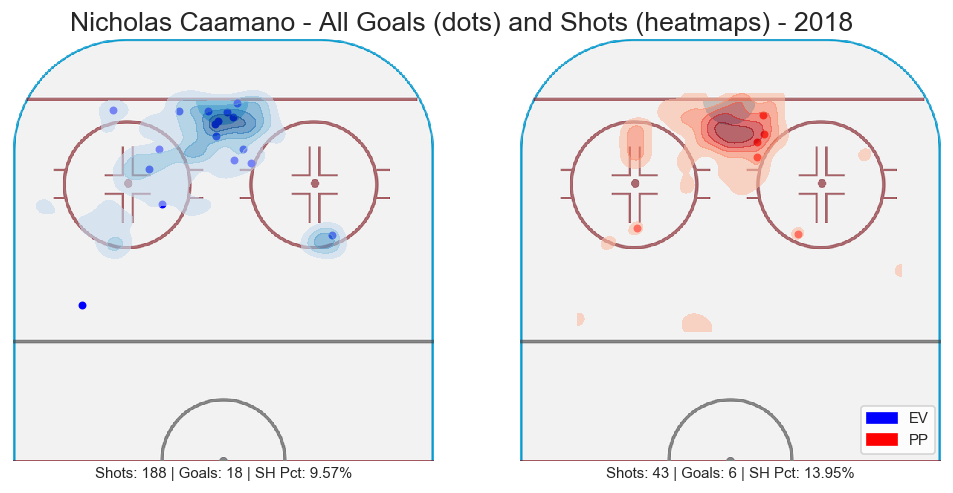 Nicholas Caamano - All Goals (dots) and Shots (heatmaps) - 2018
EV
PP
Shots: 188 | Goals: 18 | SH Pct: 9.57%
Shots: 43 | Goals: 6 | SH Pct: 13.95%